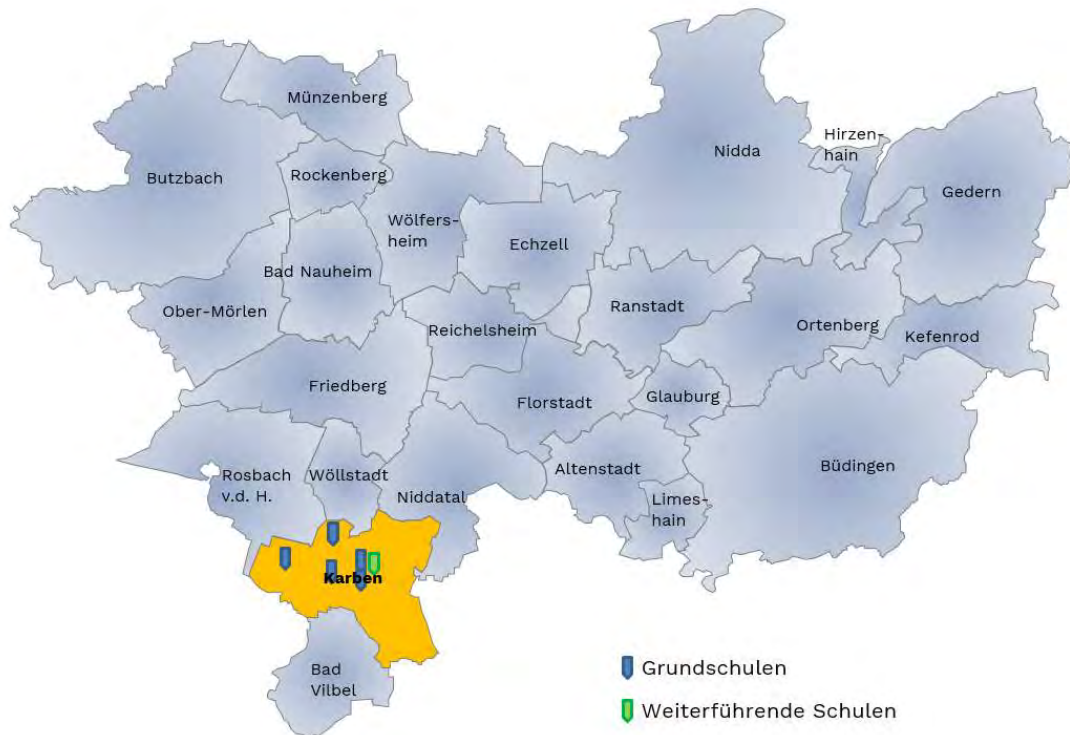 Münzenberg
Hirzen-
hain
Butzbach
Rockenberg
Nidda
Gedern
Wölfers-
heim
Echzell
Bad Nauheim
Ober-Mörlen
Reichelsheim
Ranstadt
Ortenberg
Kefenrod
Friedberg
Florstadt
Glauburg
Rosbach
v.d. H.
Wöllstadt
Niddatal
Altenstadt
Limes-
hain
Büdingen
Karben
Bad
Vilbel
Grundschulen
Weiterführende Schulen